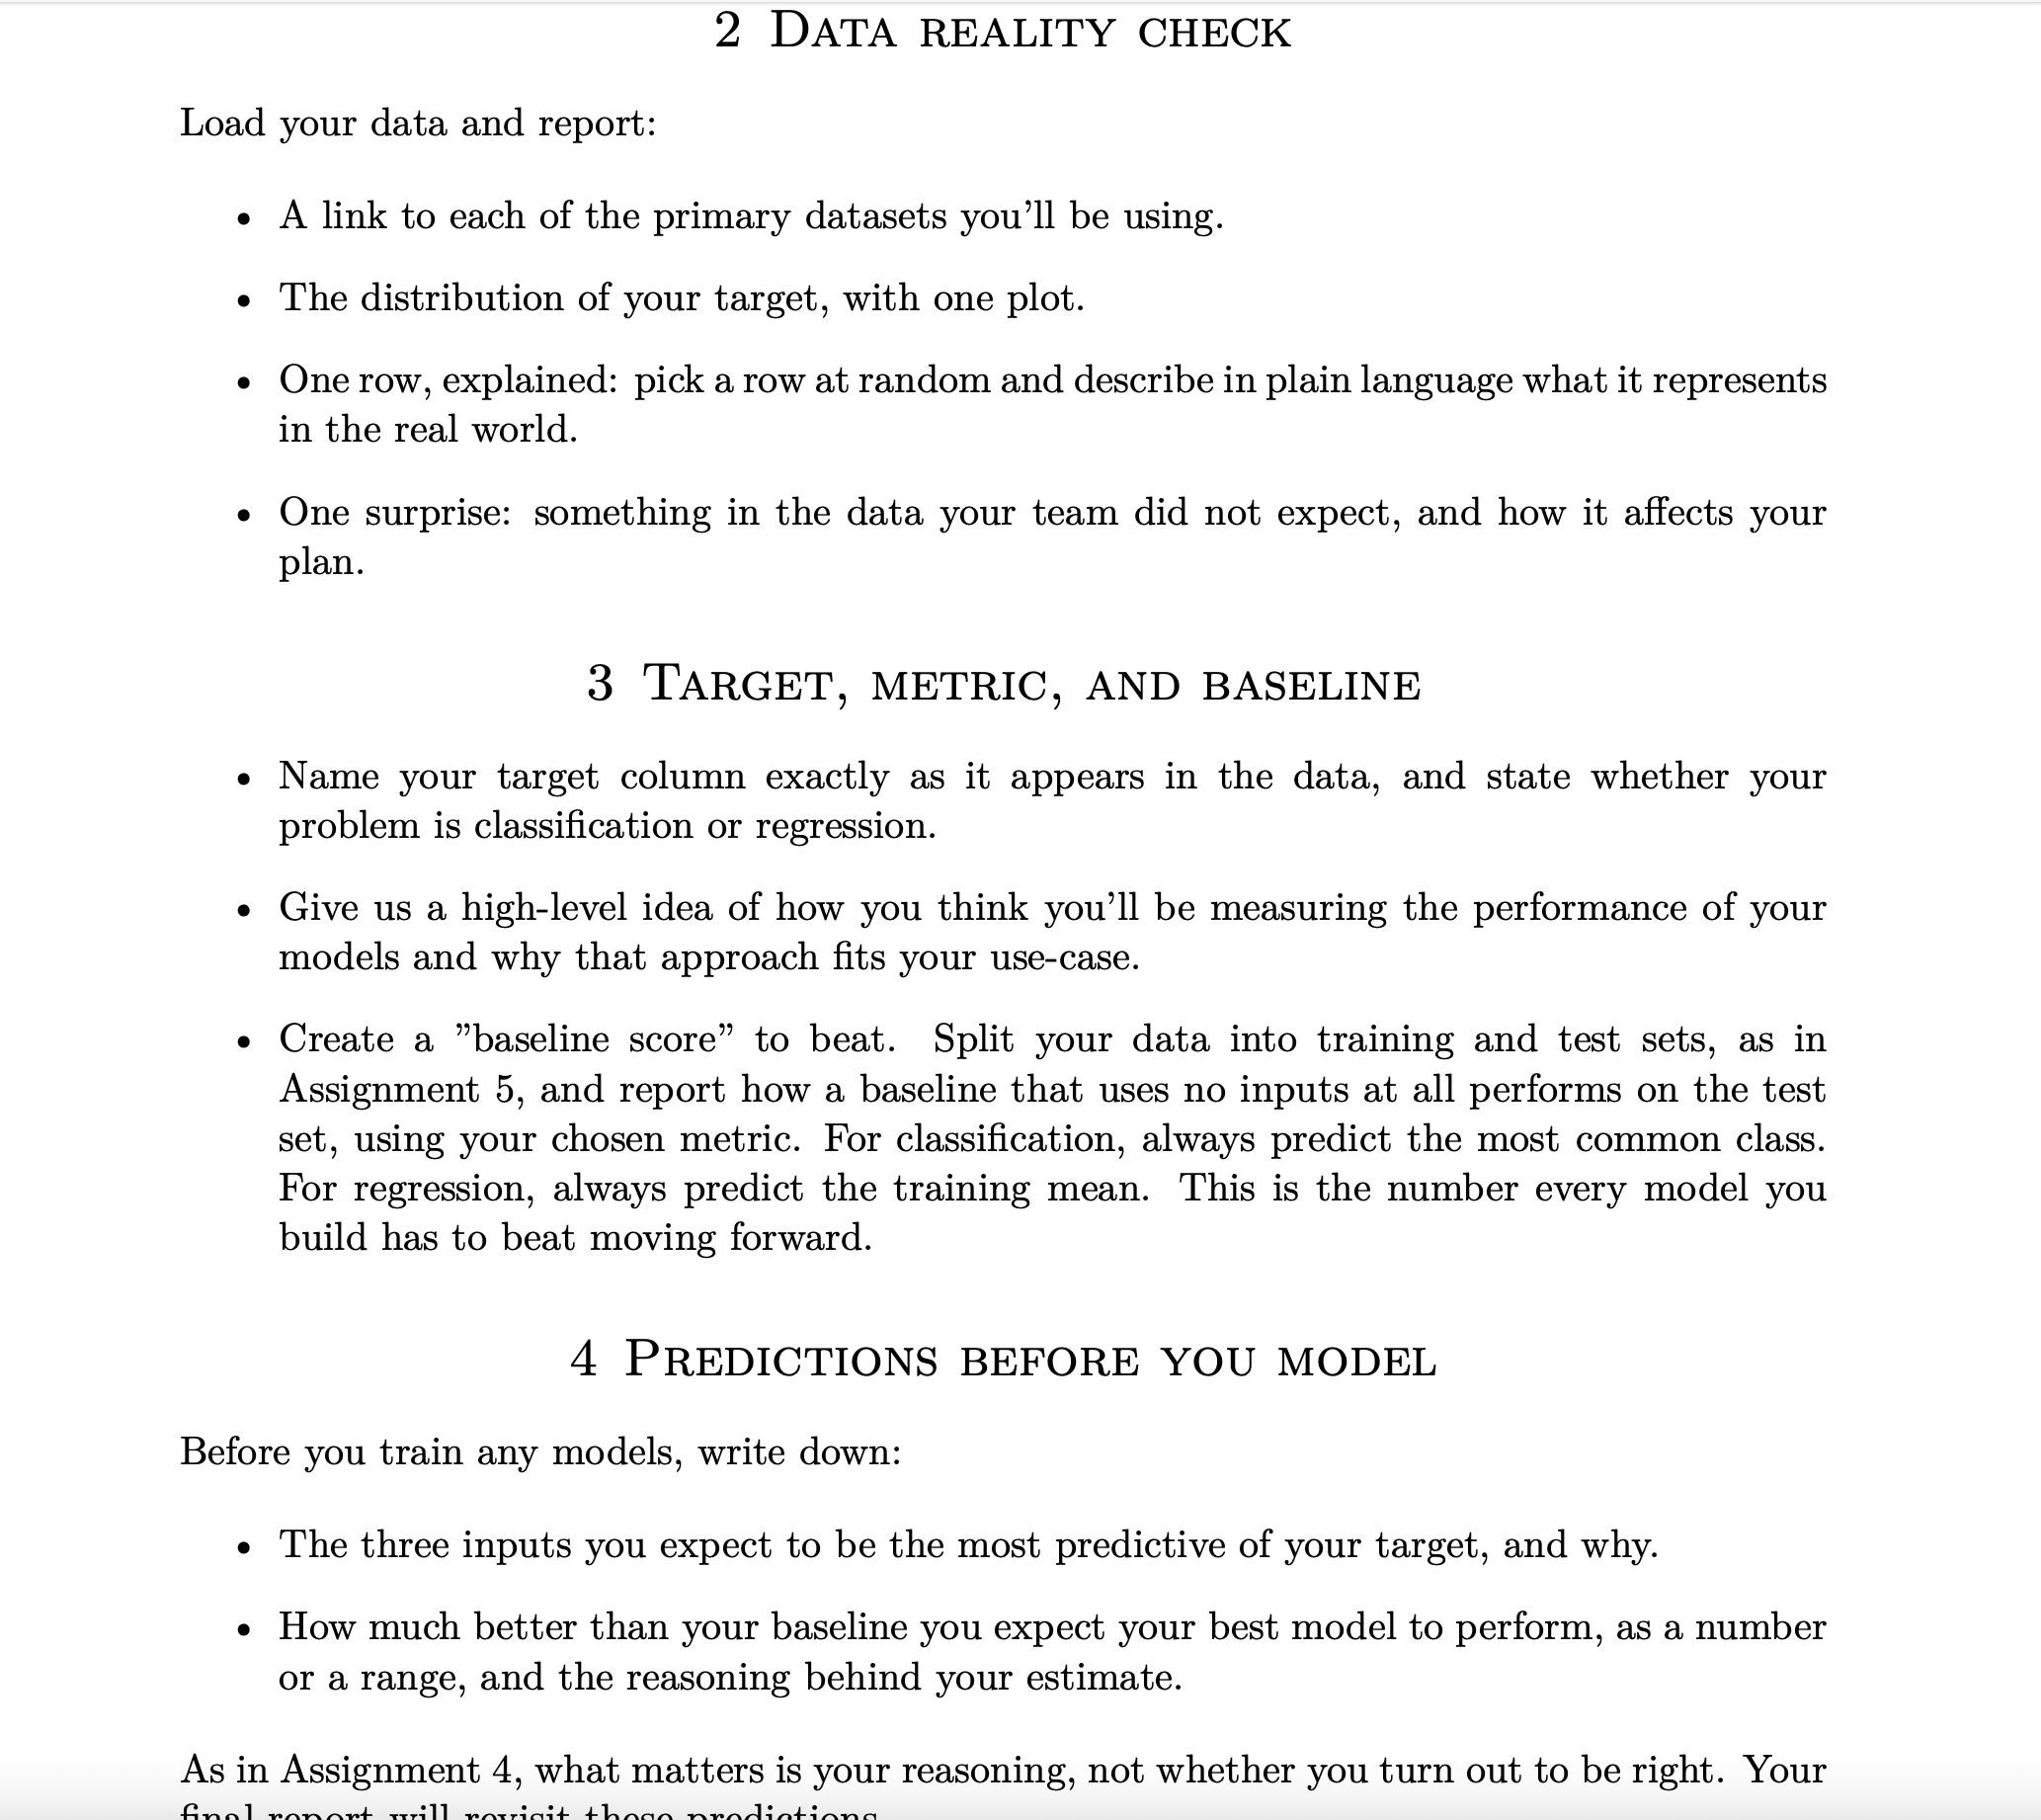 2 Data reality check
Load your data and report:
• A link to each of the primary datasets you’ll be using.
• The distribution of your target, with one plot.
• One row, explained: pick a row at random and describe in plain language what it represents
in the real world.
• One surprise: something in the data your team did not expect, and how it affects your
plan.
3 Target, metric, and baseline
• Name your target column exactly as it appears in the data, and state whether your
problem is classification or regression.
• Give us a high-level idea of how you think you’ll be measuring the performance of your
models and why that approach fits your use-case.
• Create a ”baseline score” to beat. Split your data into training and test sets, as in
Assignment 5, and report how a baseline that uses no inputs at all performs on the test
set, using your chosen metric. For classification, always predict the most common class.
For regression, always predict the training mean. This is the number every model you
build has to beat moving forward.
4 Predictions before you model
Before you train any models, write down:
• The three inputs you expect to be the most predictive of your target, and why.
• How much better than your baseline you expect your best model to perform, as a number
or a range, and the reasoning behind your estimate.
As in Assignment 4, what matters is your reasoning, not whether you turn out to be right. Your
final report will revisit these predictions